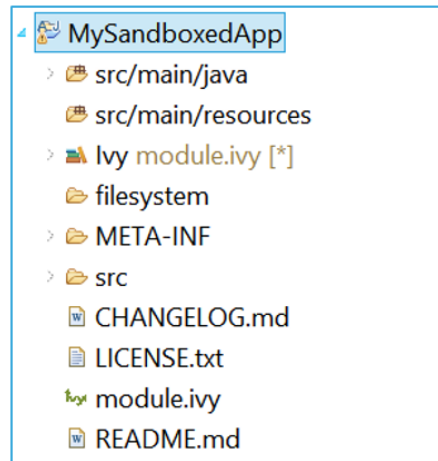 MySandboxedApp
src/main/java
src/main/resources
Ivy module.ivy [*]
filesystem
META-INF
src
CHANGELOG.md
LICENSE.txt
module.ivy
README.md